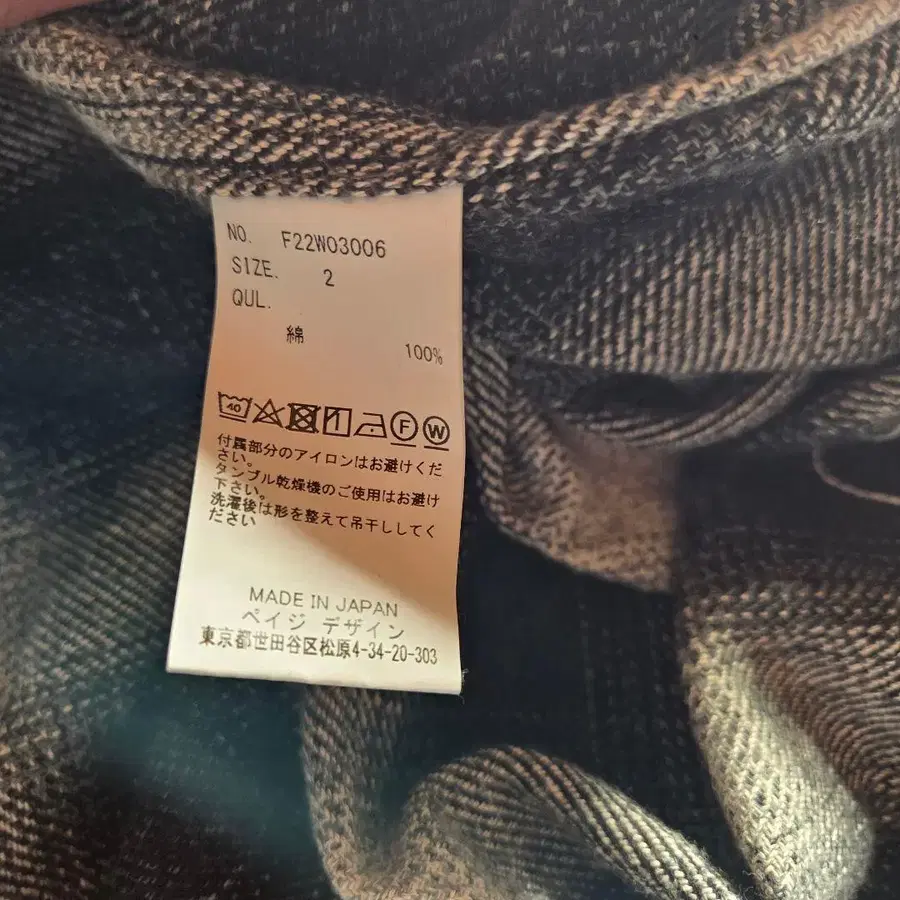 NO. F22W03006
SIZE. 2
QUL.
綿
100%
40 F W
付属部分のアイロンはお避けくだ
さい。
タンブル乾燥機のご使用はお避け
下さい。
洗濯後は形を整えて吊干ししてく
ださい
MADE IN JAPAN
ペイジ デザイン
東京都世田谷区松原4-34-20-303